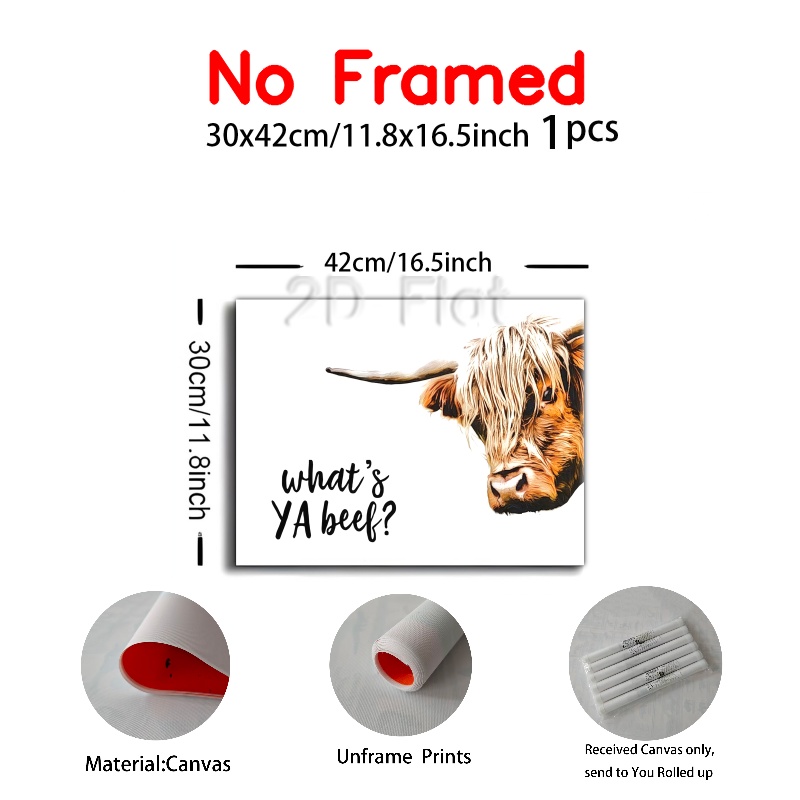 No Framed
30x42cm/11.8x16.5inch 1pcs
42cm/16.5inch
2D Flat
30cm/11.8inch
what's
YA beef?
Material:Canvas
Unframe Prints
Received Canvas only,
send to You Rolled up